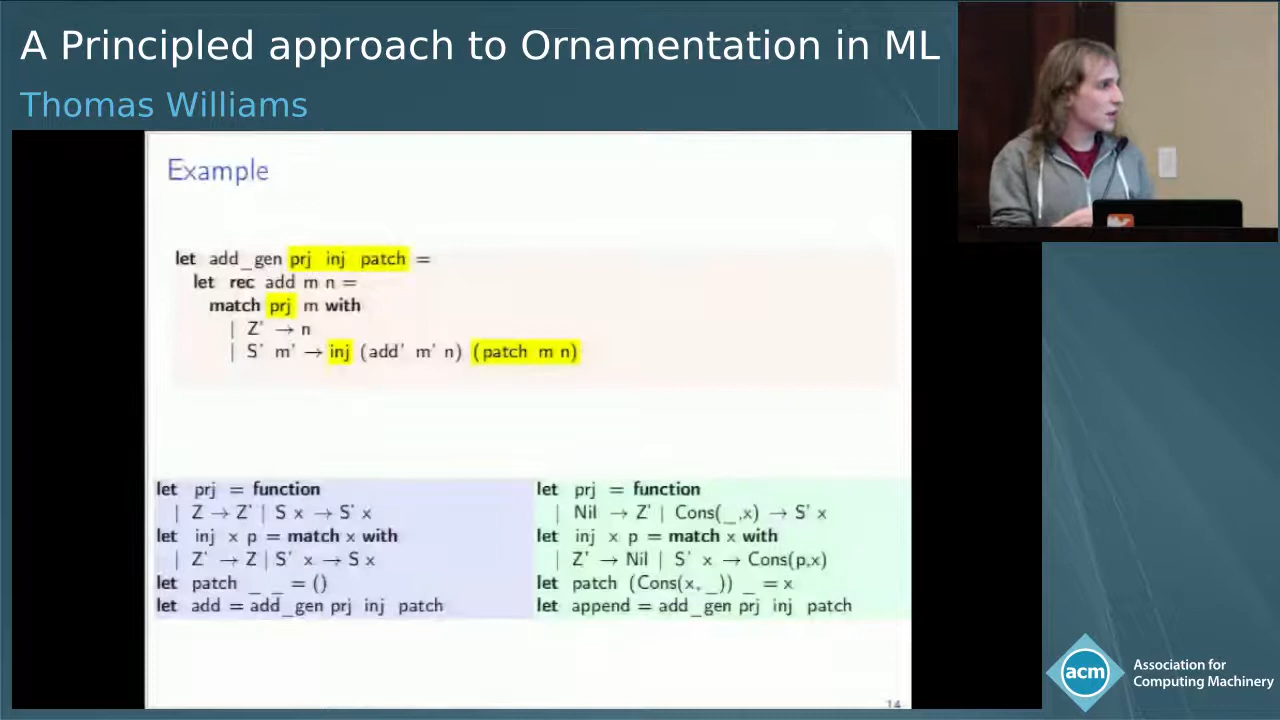 A Principled approach to Ornamentation in ML
Thomas Williams
Example
let add_gen prj inj patch =
let rec add m n =
match prj m with
| Z' → n
| S' m' → inj (add' m' n) (patch m n)
let prj = function
| Z → Z' | S x → S' x
let inj x p = match x with
| Z' → Z | S' x → S x
let patch _ _ = ()
let add = add_gen prj inj patch
let prj = function
| Nil → Z' | Cons(_,x) → S' x
let inj x p = match x with
| Z' → Nil | S' x → Cons(p,x)
let patch (Cons(x,_)) _ = x
let append = add_gen prj inj patch
14
acm
Association for
Computing Machinery